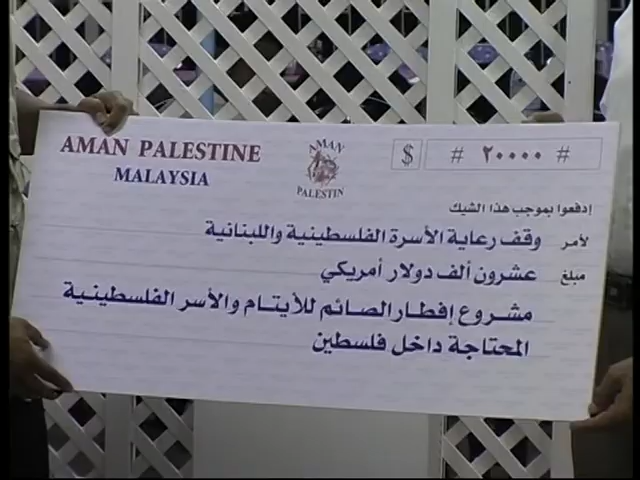 AMAN PALESTINE
MALAYSIA
AMAN
PALESTIN
$ # ٢٠٠٠٠ #
إدفعوا بموجب هذا الشيك
لأمر وقف رعاية الأسرة الفلسطينية واللبنانية
مبلغ عشرون ألف دولار أمريكي
مشروع إفطار الصائم للأيتام والأسر الفلسطينية
المحتاجة داخل فلسطين